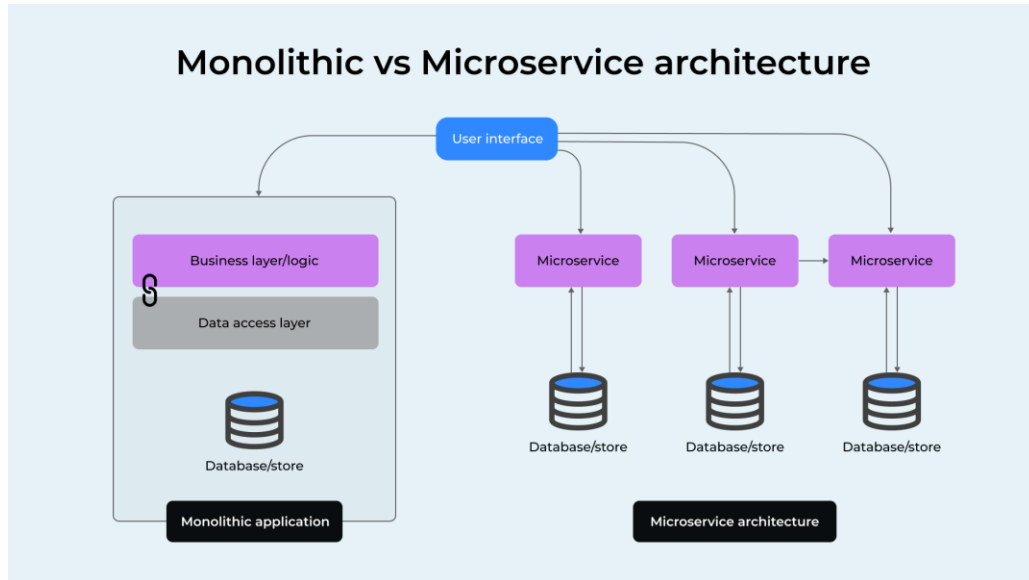 Monolithic vs Microservice architecture
User interface
Business layer/logic
Data access layer
Database/store
Monolithic application
Microservice
Microservice
Microservice
Database/store
Database/store
Database/store
Microservice architecture